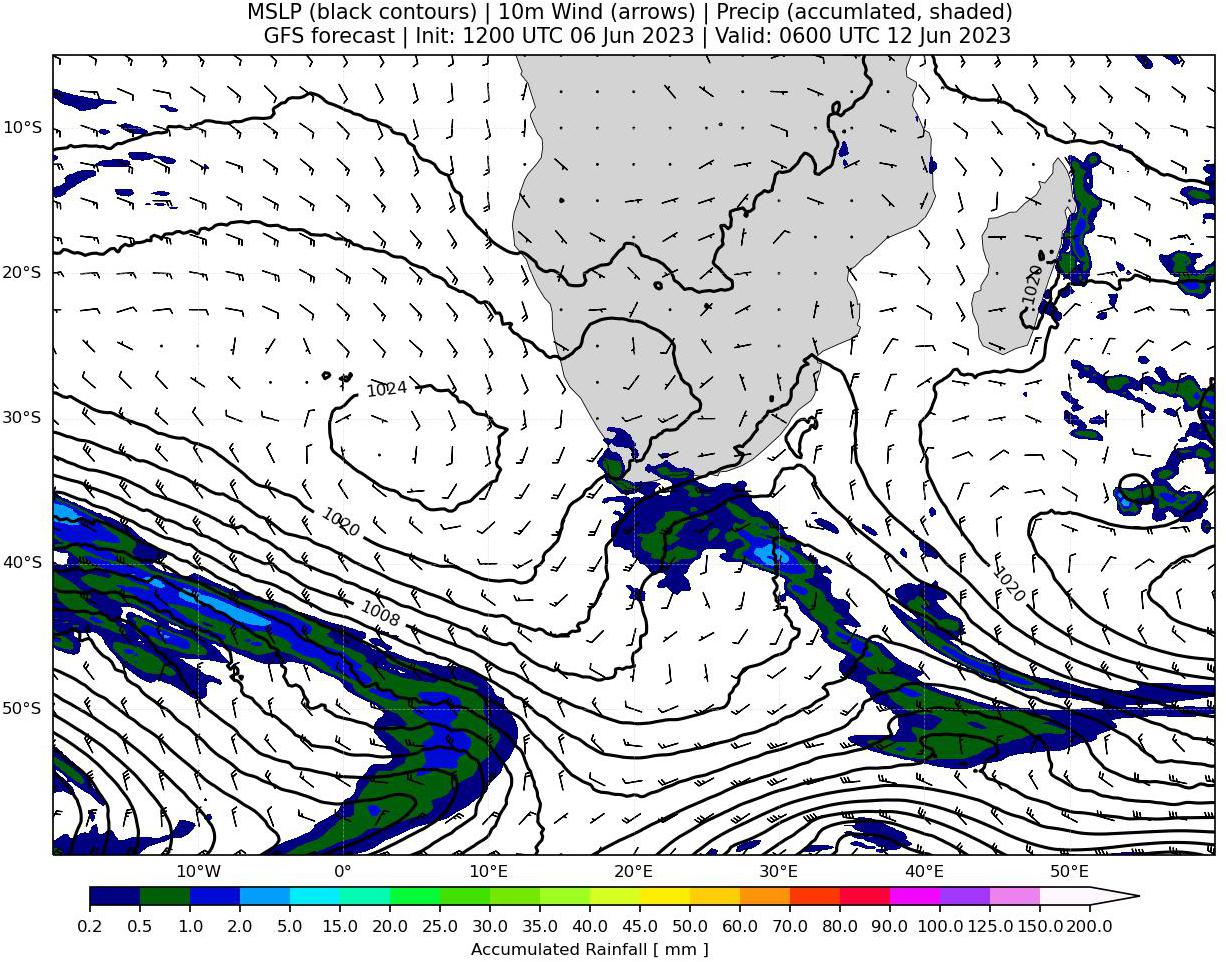 MSLP (black contours) | 10m Wind (arrows) | Precip (accumlated, shaded)
GFS forecast | Init: 1200 UTC 06 Jun 2023 | Valid: 0600 UTC 12 Jun 2023
10°S
20°S
1020
1024
30°S
1020
40°S
1020
1008
50°S
10°W 0° 10°E 20°E 30°E 40°E 50°E
0.2 0.5 1.0 2.0 5.0 10.0 15.0 20.0 25.0 30.0 35.0 40.0 45.0 50.0 60.0 70.0 80.0 90.0 100.0 125.0 150.0 200.0
Accumulated Rainfall [ mm ]